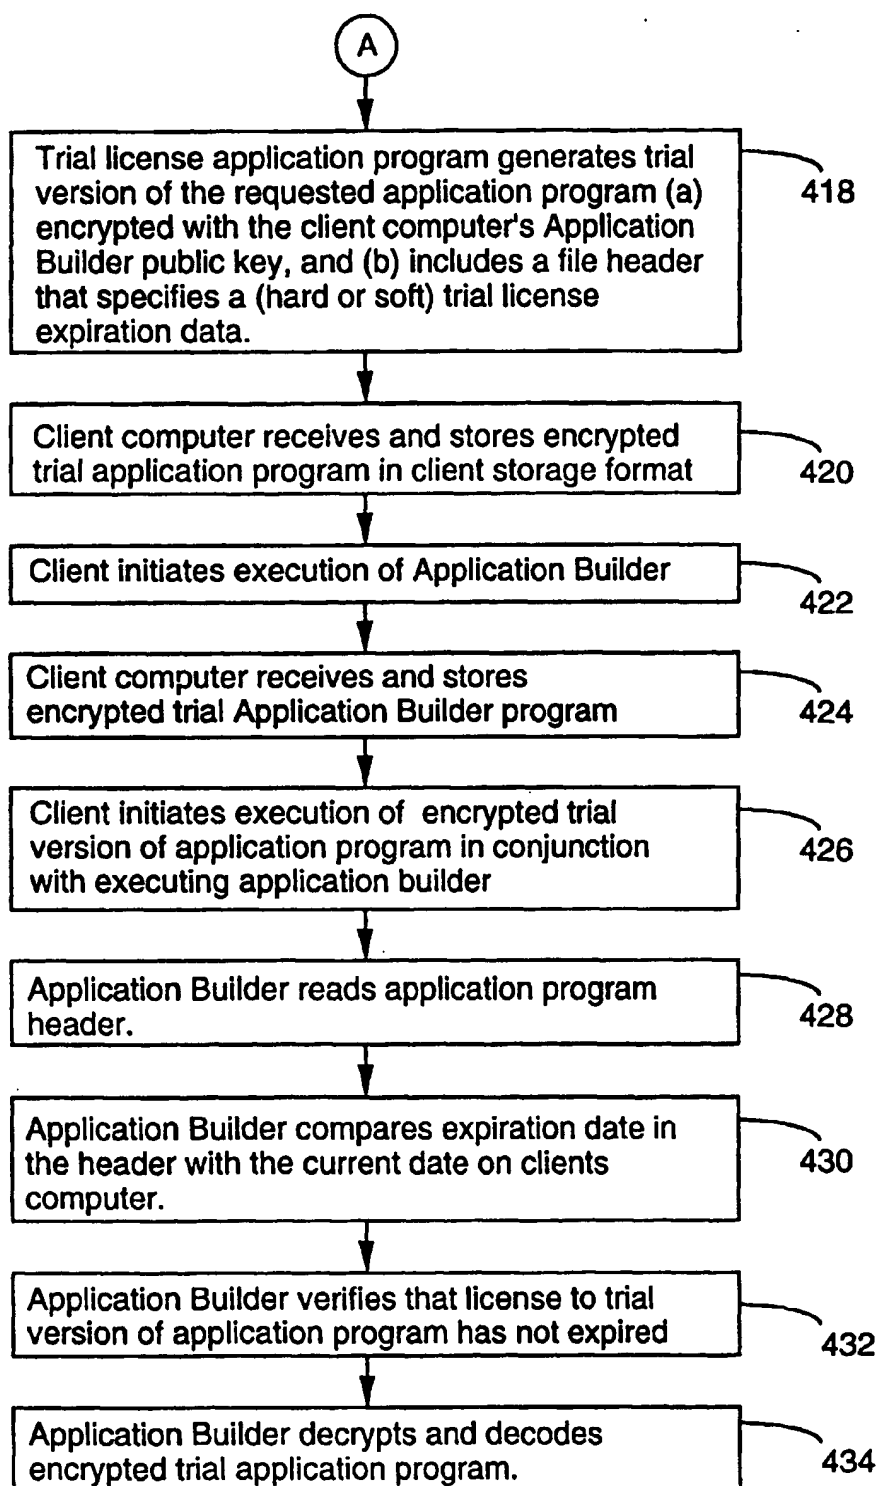 A
Trial license application program generates trial
version of the requested application program (a)
encrypted with the client computer's Application
Builder public key, and (b) includes a file header
that specifies a (hard or soft) trial license
expiration data.
418
Client computer receives and stores encrypted
trial application program in client storage format
420
Client initiates execution of Application Builder
422
Client computer receives and stores
encrypted trial Application Builder program
424
Client initiates execution of encrypted trial
version of application program in conjunction
with executing application builder
426
Application Builder reads application program
header.
428
Application Builder compares expiration date in
the header with the current date on clients
computer.
430
Application Builder verifies that license to trial
version of application program has not expired
432
Application Builder decrypts and decodes
encrypted trial application program.
434